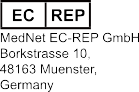 EC REP
MedNet EC-REP GmbH
Borkstrasse 10,
48163 Muenster,
Germany